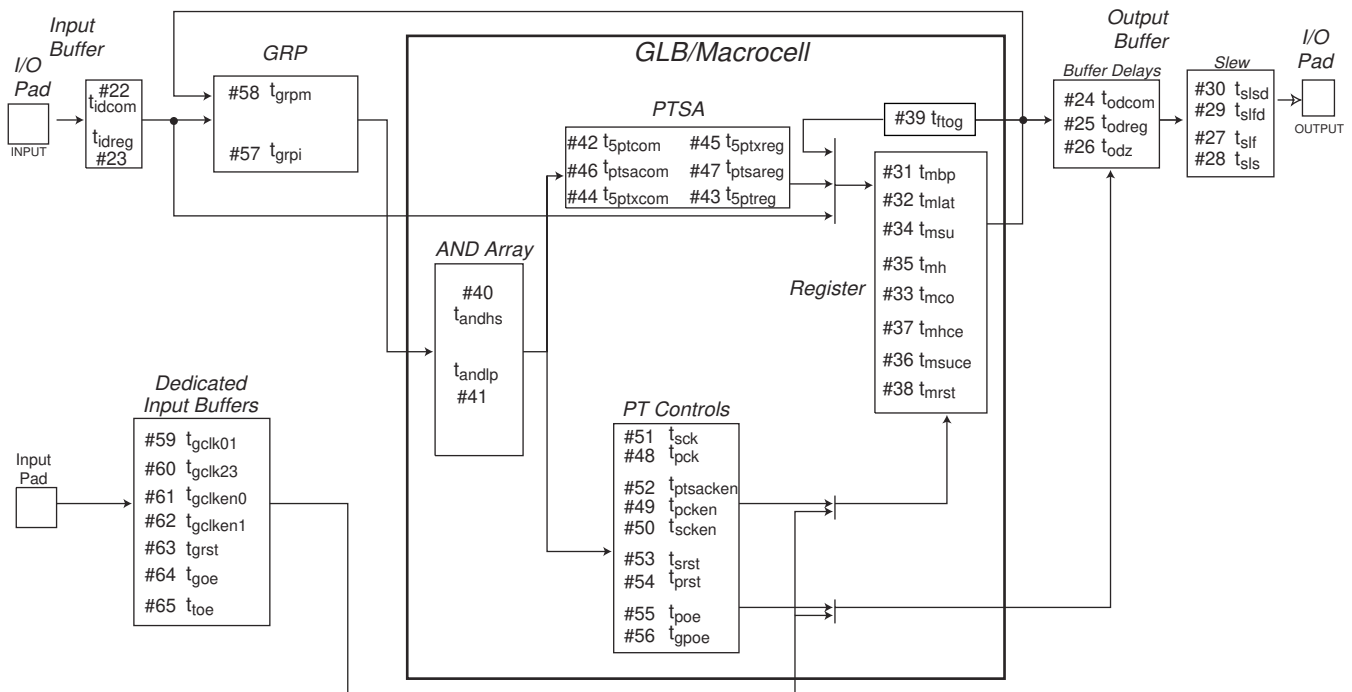 Input
Buffer
I/O
Pad
INPUT
#22
tidcom
tidreg
#23
GRP
#58 tgrpm
#57 tgrpi
GLB/Macrocell
PTSA
#42 t5ptcom #45 t5ptxreg
#46 tptsacom #47 tptsareg
#44 t5ptxcom #43 t5ptreg
#39 tftog
AND Array
#40
tandhs
tandlp
#41
Register
#31 tmbp
#32 tmlat
#34 tmsu
#35 tmh
#33 tmco
#37 tmhce
#36 tmsuce
#38 tmrst
Output
Buffer
Buffer Delays
#24 todcom
#25 todreg
#26 todz
Slew
#30 tslsd
#29 tslfd
#27 tslf
#28 tsls
I/O
Pad
OUTPUT
Input
Pad
Dedicated
Input Buffers
#59 tgclk01
#60 tgclk23
#61 tgclken0
#62 tgclken1
#63 tgrst
#64 tgoe
#65 ttoe
PT Controls
#51 tsck
#48 tpck
#52 tptsacken
#49 tpcken
#50 tscken
#53 tsrst
#54 tprst
#55 tpoe
#56 tgpoe